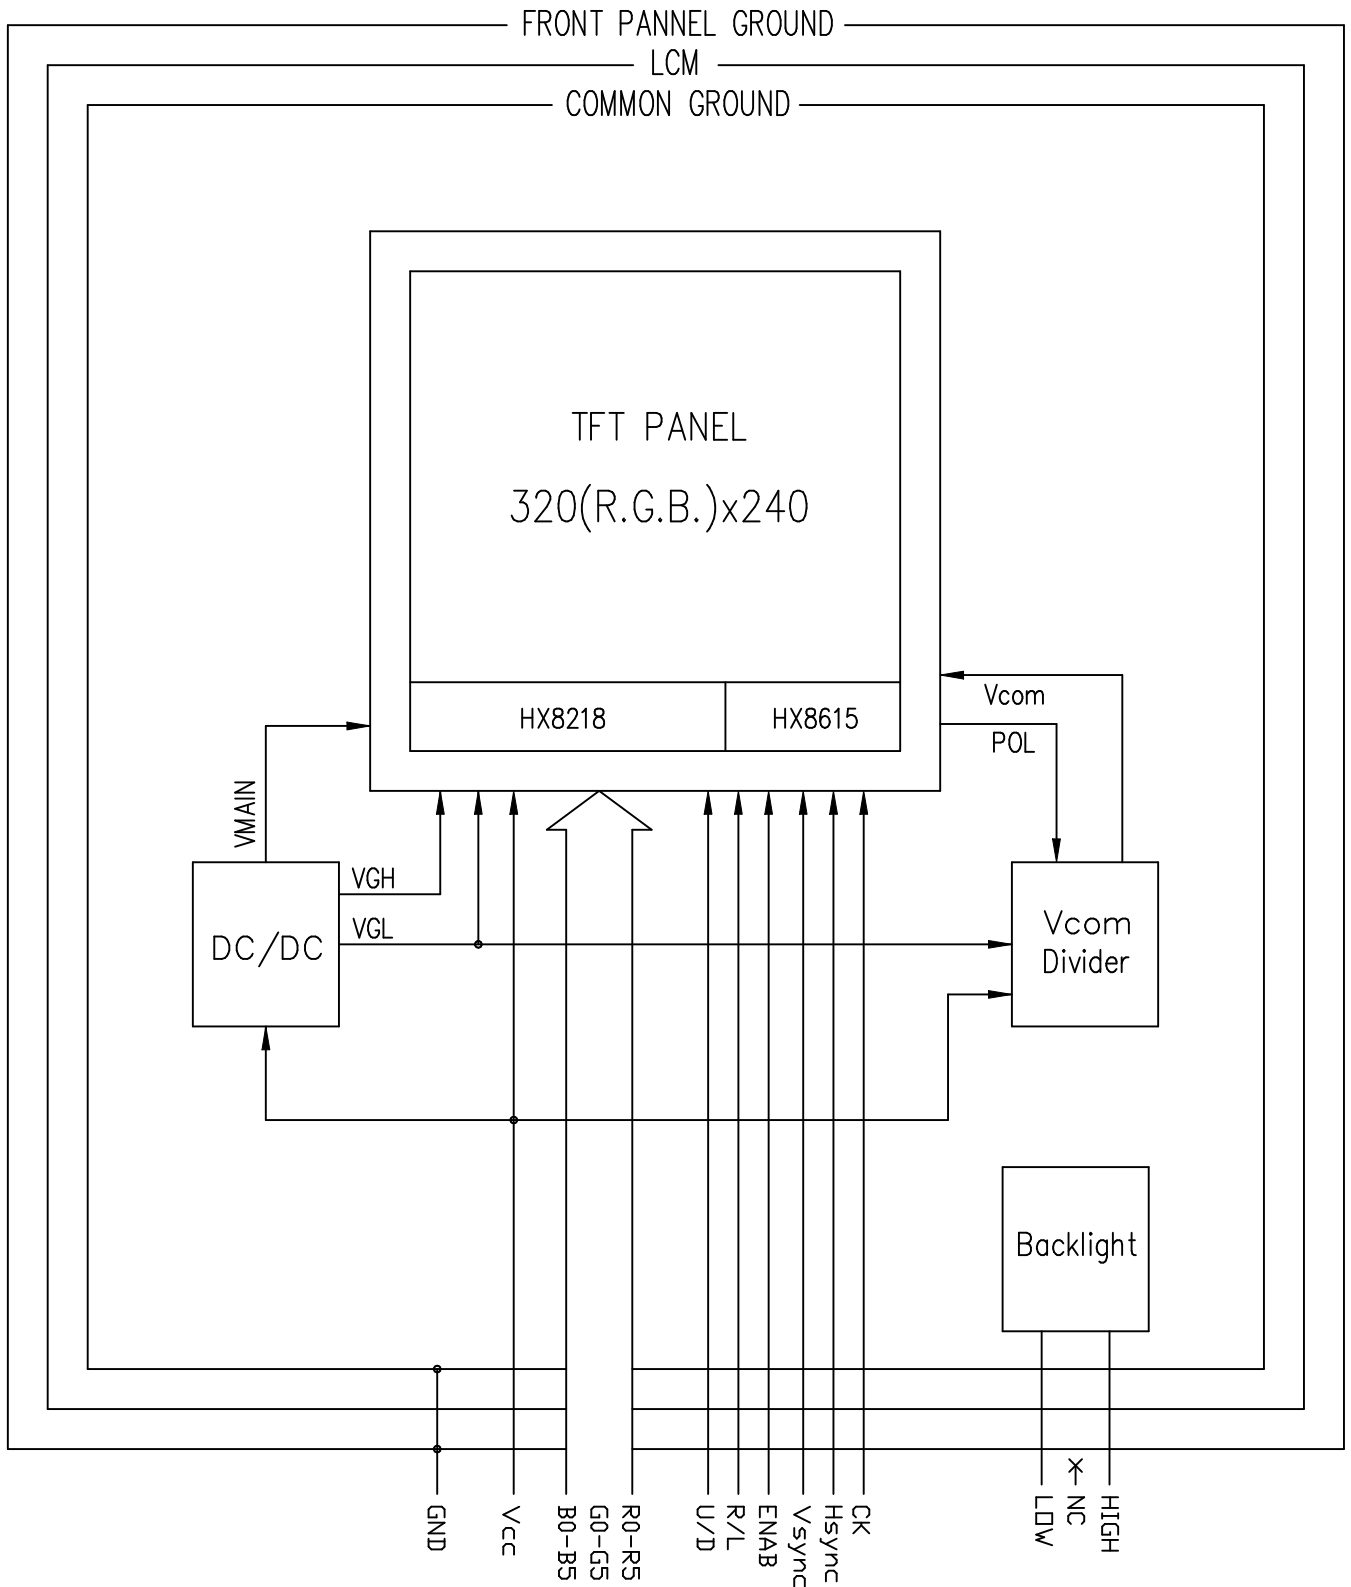 FRONT PANNEL GROUND
LCM
COMMON GROUND
TFT PANEL
320(R.G.B.)x240
HX8218
HX8615
Vcom
POL
VMAIN
VGH
VGL
DC/DC
Vcom
Divider
Backlight
GND
Vcc
B0-B5
G0-G5
R0-R5
U/D
R/L
ENAB
Vsync
Hsync
CK
LOW
NC
HIGH